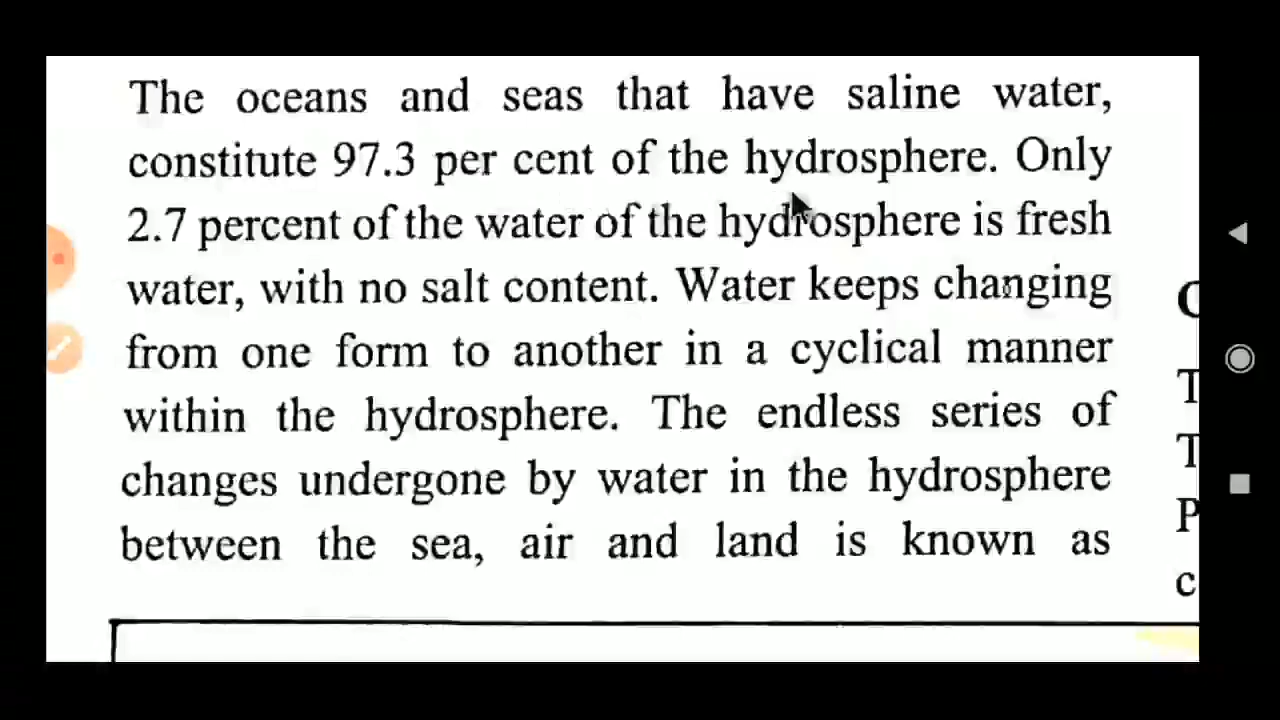 The oceans and seas that have saline water,
constitute 97.3 per cent of the hydrosphere. Only
2.7 percent of the water of the hydrosphere is fresh
water, with no salt content. Water keeps changing
from one form to another in a cyclical manner
within the hydrosphere. The endless series of
changes undergone by water in the hydrosphere
between the sea, air and land is known as